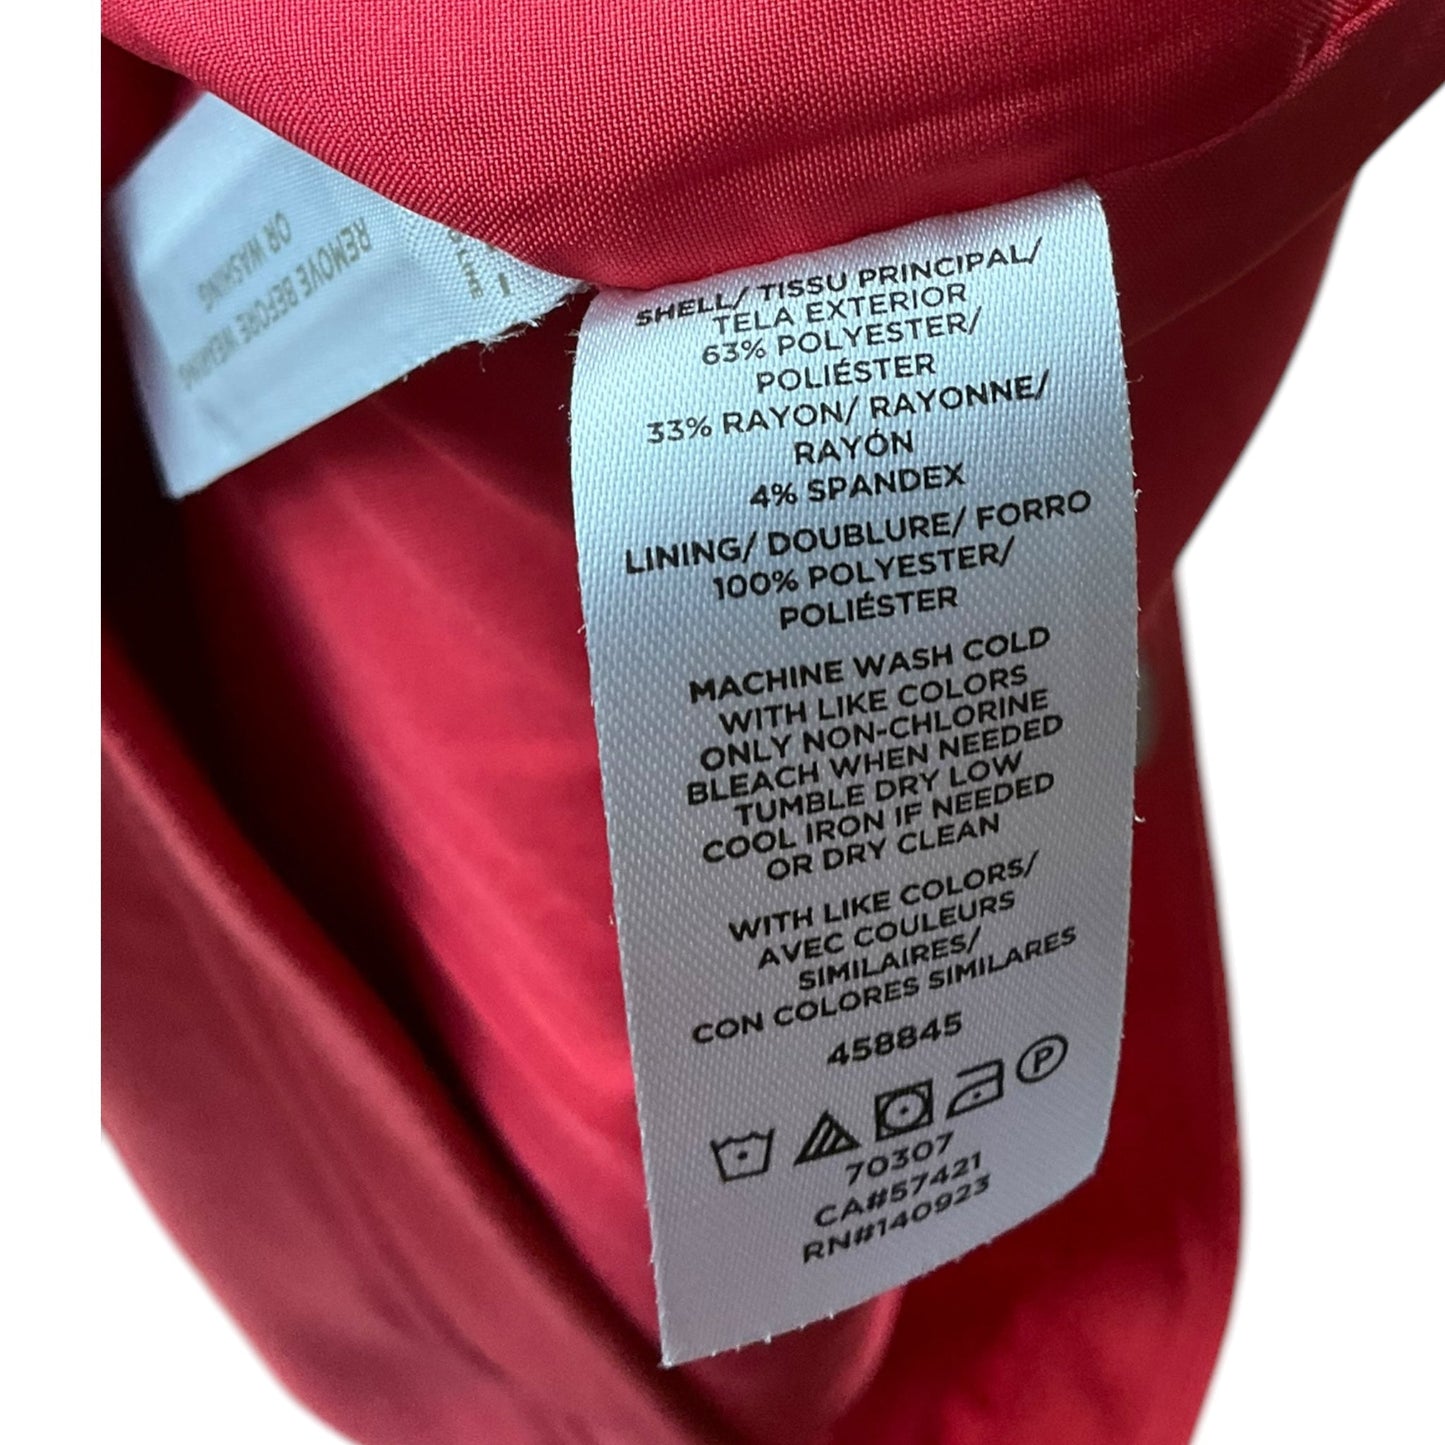 SHELL/ TISSU PRINCIPAL/
TELA EXTERIOR
63% POLYESTER/
POLIÉSTER
33% RAYON/ RAYONNE/
RAYÓN
4% SPANDEX
LINING/ DOUBLURE/ FORRO
100% POLYESTER/
POLIÉSTER
MACHINE WASH COLD
WITH LIKE COLORS
ONLY NON-CHLORINE
BLEACH WHEN NEEDED
TUMBLE DRY LOW
COOL IRON IF NEEDED
OR DRY CLEAN
WITH LIKE COLORS/
AVEC COULEURS
SIMILAIRES/
CON COLORES SIMILARES
458845
P
70307
CA#57421
RN#140923
REMOVE BEFORE WEARING
OR WASHING